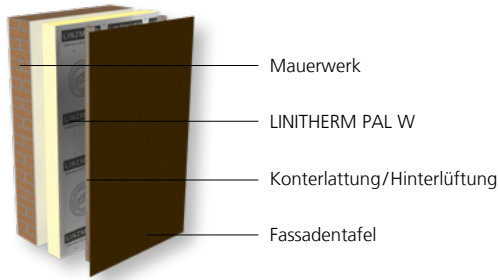 Mauerwerk
LINITHERM PAL W
Konterlattung/Hinterlüftung
Fassadentafel